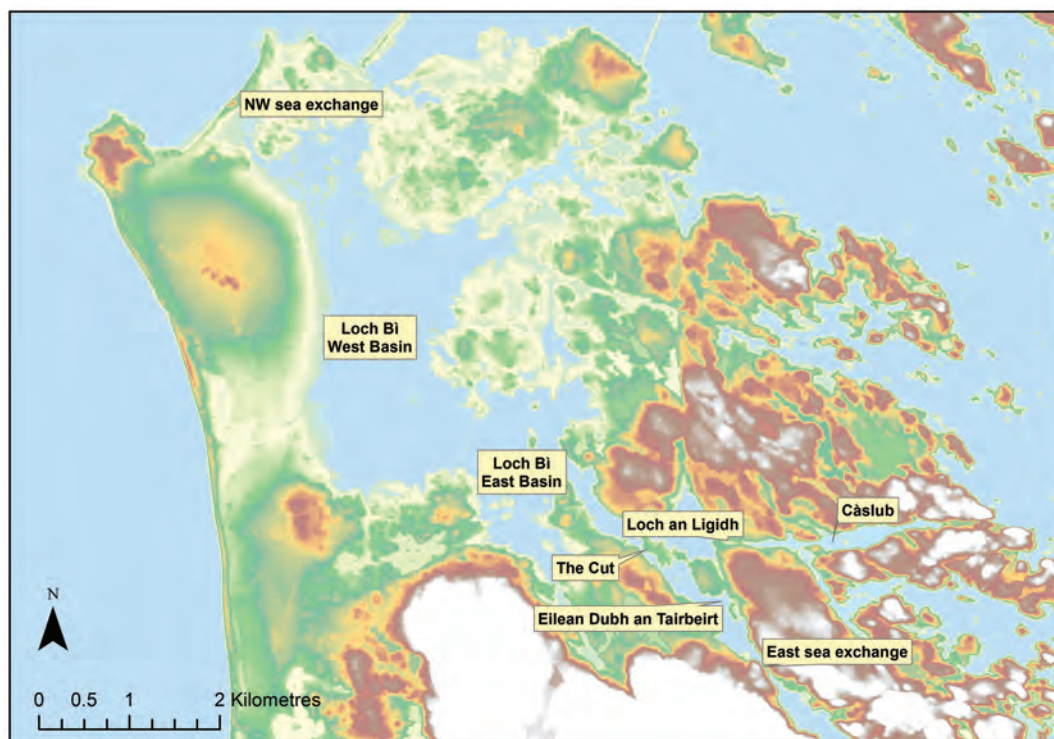 NW sea exchange
Loch Bì
West Basin
Loch Bì
East Basin
Loch an Ligidh
Càslub
The Cut
Eilean Dubh an Tairbeirt
East sea exchange
N
0 0.5 1 2 Kilometres